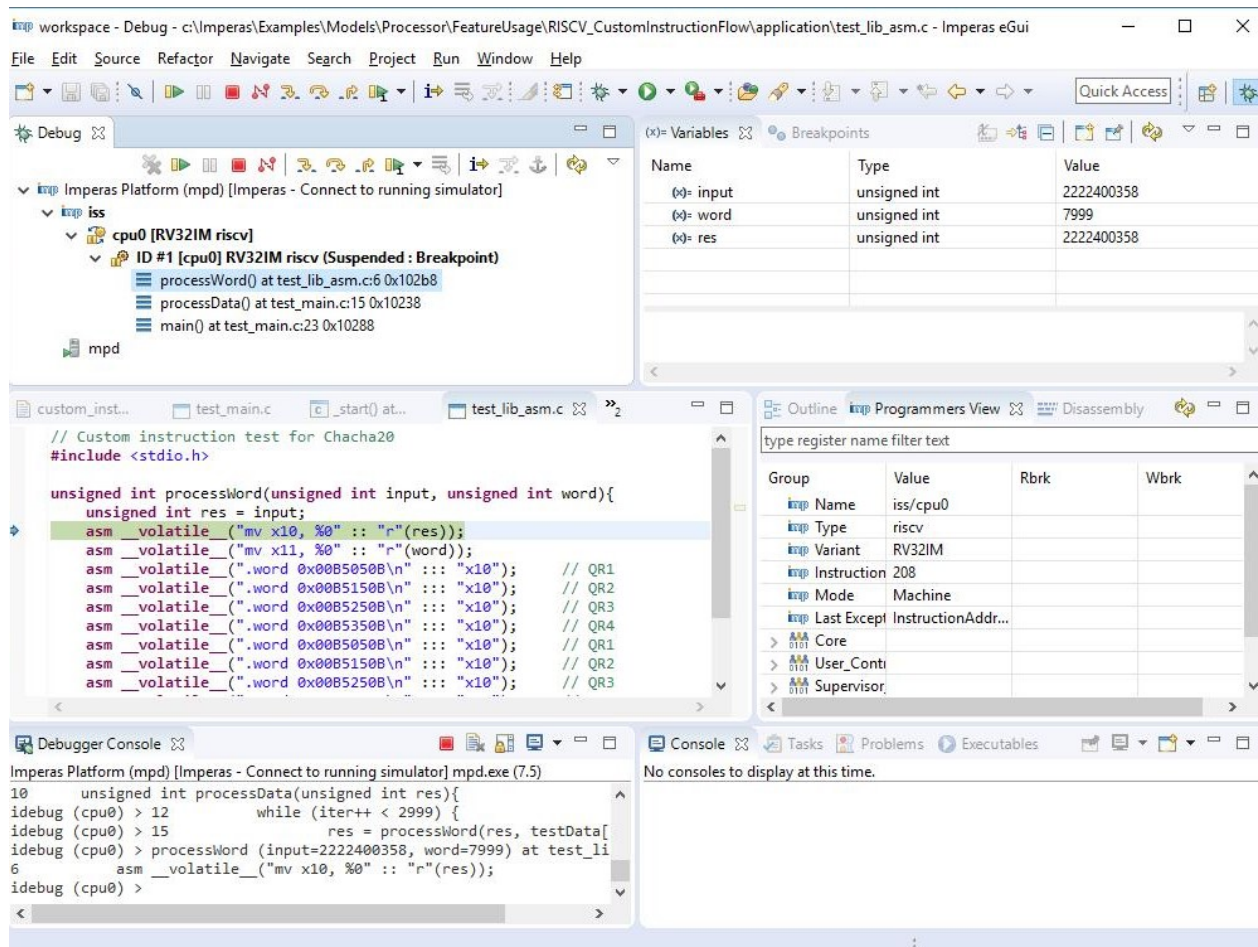 imp workspace - Debug - c:\Imperas\Examples\Models\Processor\FeatureUsage\RISCV_CustomInstructionFlow\application\test_lib_asm.c - Imperas eGui
File Edit Source Refactor Navigate Search Project Run Window Help
Quick Access
Debug
Imperas Platform (mpd) [Imperas - Connect to running simulator]
iss
cpu0 [RV32IM riscv]
ID #1 [cpu0] RV32IM riscv (Suspended : Breakpoint)
processWord() at test_lib_asm.c:6 0x102b8
processData() at test_main.c:15 0x10238
main() at test_main.c:23 0x10288
mpd
(x)= Variables Breakpoints
Name Type Value
(x)= input unsigned int 2222400358
(x)= word unsigned int 7999
(x)= res unsigned int 2222400358
custom_inst... test_main.c _start() at... test_lib_asm.c »2
// Custom instruction test for Chacha20
#include <stdio.h>
unsigned int processWord(unsigned int input, unsigned int word){
unsigned int res = input;
asm __volatile__("mv x10, %0" :: "r"(res));
asm __volatile__("mv x11, %0" :: "r"(word));
asm __volatile__(".word 0x00B5050B\n" ::: "x10"); // QR1
asm __volatile__(".word 0x00B5150B\n" ::: "x10"); // QR2
asm __volatile__(".word 0x00B5250B\n" ::: "x10"); // QR3
asm __volatile__(".word 0x00B5350B\n" ::: "x10"); // QR4
asm __volatile__(".word 0x00B5050B\n" ::: "x10"); // QR1
asm __volatile__(".word 0x00B5150B\n" ::: "x10"); // QR2
asm __volatile__(".word 0x00B5250B\n" ::: "x10"); // QR3
Outline imp Programmers View Disassembly
type register name filter text
Group Value Rbrk Wbrk
imp Name iss/cpu0
imp Type riscv
imp Variant RV32IM
imp Instruction 208
imp Mode Machine
imp Last Except InstructionAddr...
Core
User_Contr
Supervisor_
Debugger Console
Imperas Platform (mpd) [Imperas - Connect to running simulator] mpd.exe (7.5)
10 unsigned int processData(unsigned int res){
idebug (cpu0) > 12 while (iter++ < 2999) {
idebug (cpu0) > 15 res = processWord(res, testData[
idebug (cpu0) > processWord (input=2222400358, word=7999) at test_li
6 asm __volatile__("mv x10, %0" :: "r"(res));
idebug (cpu0) >
Console Tasks Problems Executables
No consoles to display at this time.